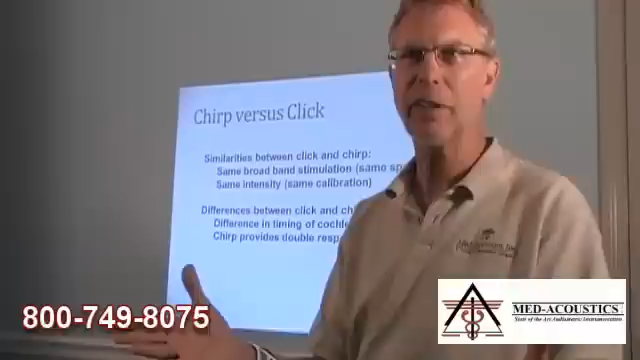 Chirp versus Click
Similarities between click and chirp:
Same broad band stimulation (same sp
Same intensity (same calibration)
Differences between click and ch
Difference in timing of cochle
Chirp provides double resp
800-749-8075
MED-ACOUSTICS
State of the Art Audiometric Instrumentation